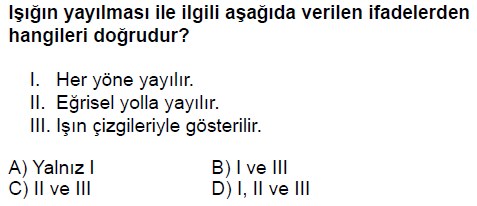 Işığın yayılması ile ilgili aşağıda verilen ifadelerden
hangileri doğrudur?
I. Her yöne yayılır.
II. Eğrisel yolla yayılır.
III. Işın çizgileriyle gösterilir.
A) Yalnız I B) I ve III
C) II ve III D) I, II ve III